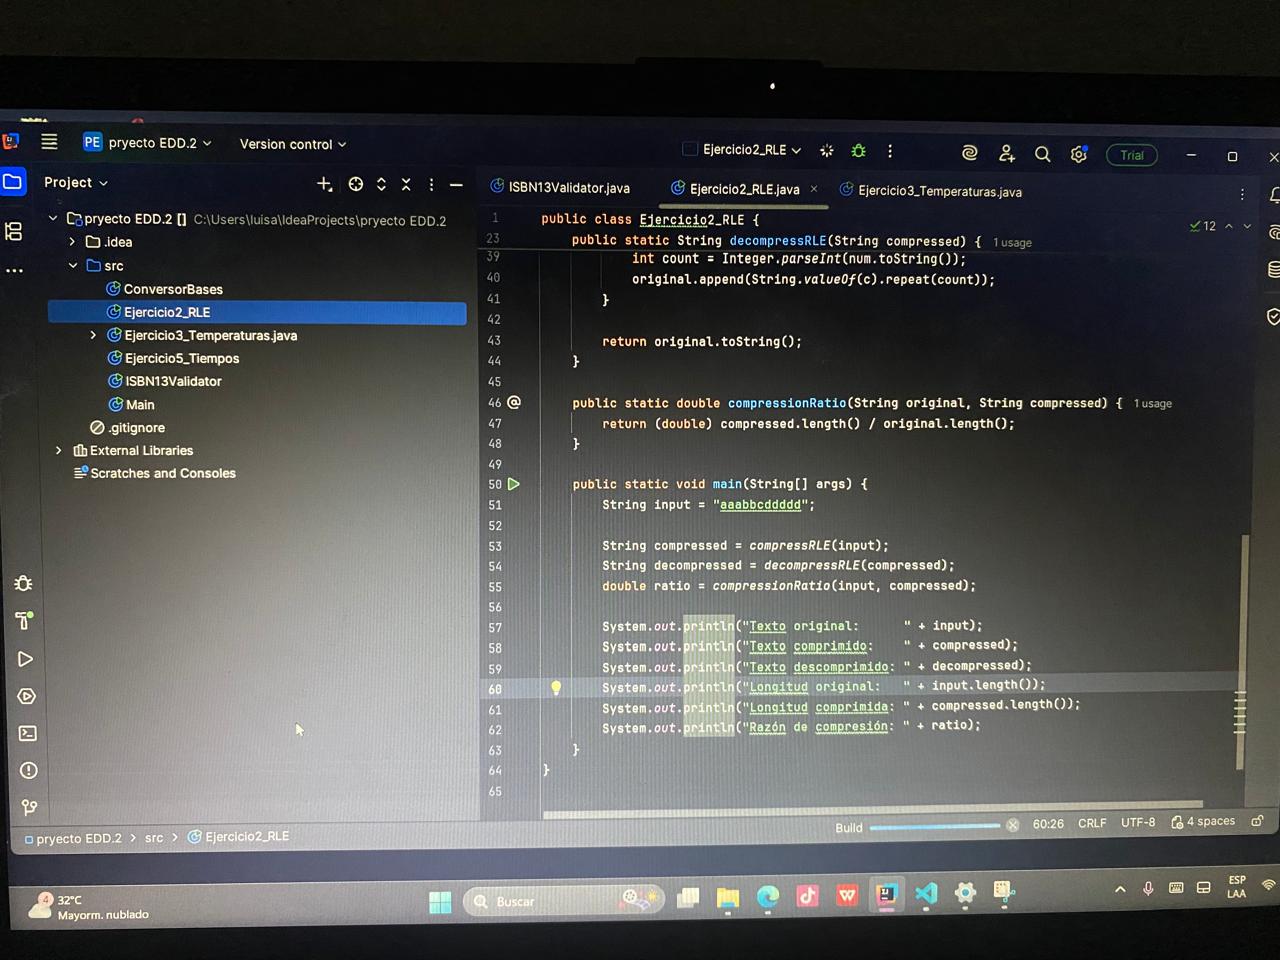 PE pryecto EDD.2 Version control Ejercicio2_RLE Trial
Project
pryecto EDD.2 [] C:\Users\luisa\IdeaProjects\pryecto EDD.2
.idea
src
ConversorBases
Ejercicio2_RLE
Ejercicio3_Temperaturas.java
Ejercicio5_Tiempos
ISBN13Validator
Main
.gitignore
External Libraries
Scratches and Consoles
ISBN13Validator.java Ejercicio2_RLE.java × Ejercicio3_Temperaturas.java
12
1 public class Ejercicio2_RLE {
23 public static String decompressRLE(String compressed) { 1 usage
39 int count = Integer.parseInt(num.toString());
40 original.append(String.valueOf(c).repeat(count));
41 }
42
43 return original.toString();
44 }
45
46 @ public static double compressionRatio(String original, String compressed) { 1 usage
47 return (double) compressed.length() / original.length();
48 }
49
50 public static void main(String[] args) {
51 String input = "aaabbcddddd";
52
53 String compressed = compressRLE(input);
54 String decompressed = decompressRLE(compressed);
55 double ratio = compressionRatio(input, compressed);
56
57 System.out.println("Texto original: " + input);
58 System.out.println("Texto comprimido: " + compressed);
59 System.out.println("Texto descomprimido: " + decompressed);
60 System.out.println("Longitud original: " + input.length());
61 System.out.println("Longitud comprimida: " + compressed.length());
62 System.out.println("Razón de compresión: " + ratio);
63 }
64 }
65
pryecto EDD.2 > src > Ejercicio2_RLE Build 60:26 CRLF UTF-8 4 spaces
4 32°C
Mayorm. nublado
Buscar
ESP
LAA